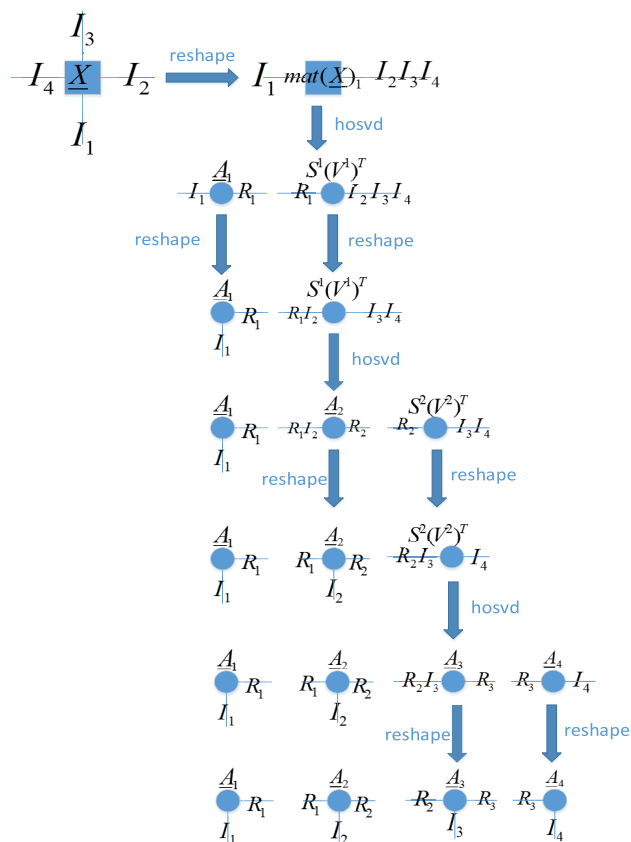 I₃
reshape
I₄ X I₂ I₁ mat(X)₁ I₂I₃I₄
I₁
hosvd
A₁ S¹(V¹)ᵀ
I₁ R₁ R₁ I₂I₃I₄
reshape reshape
A₁ S¹(V¹)ᵀ
R₁ R₁I₂ I₃I₄
I₁
hosvd
A₁ A₂ S²(V²)ᵀ
R₁ R₁I₂ R₂ R₂ I₃I₄
I₁
reshape reshape
A₁ A₂ S²(V²)ᵀ
R₁ R₁ R₂ R₂I₃ I₄
I₁ I₂
hosvd
A₁ A₂ A₃ A₄
R₁ R₁ R₂ R₂I₃ R₃ R₃ I₄
I₁ I₂
reshape reshape
A₁ A₂ A₃ A₄
R₁ R₁ R₂ R₂ R₃ R₃
I₁ I₂ I₃ I₄